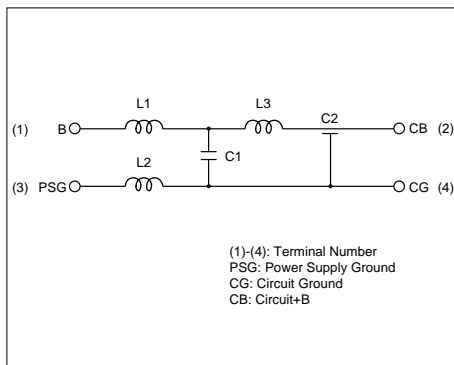 L1 L3 C2
(1) B CB (2)
C1
L2
(3) PSG CG (4)
(1)-(4): Terminal Number
PSG: Power Supply Ground
CG: Circuit Ground
CB: Circuit+B